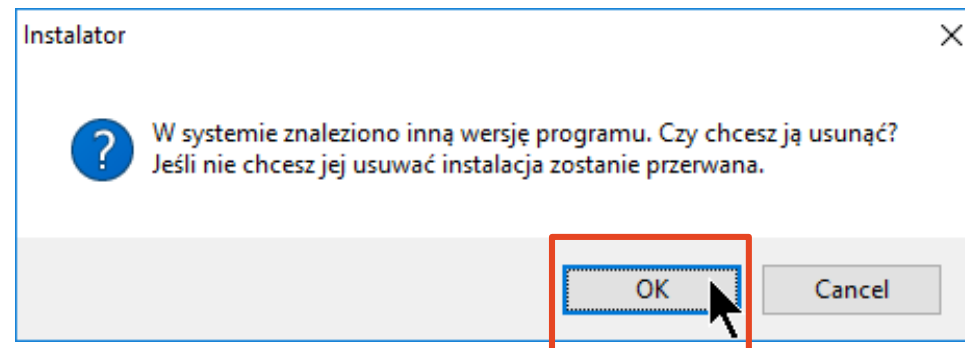 Instalator
W systemie znaleziono inną wersję programu. Czy chcesz ją usunąć?
Jeśli nie chcesz jej usuwać instalacja zostanie przerwana.
OK
Cancel